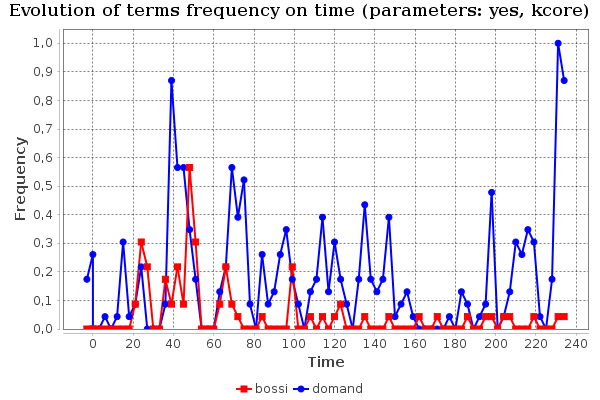 Evolution of terms frequency on time (parameters: yes, kcore)
Frequency
1,0
0,9
0,8
0,7
0,6
0,5
0,4
0,3
0,2
0,1
0,0
0 20 40 60 80 100 120 140 160 180 200 220 240
Time
bossi domand